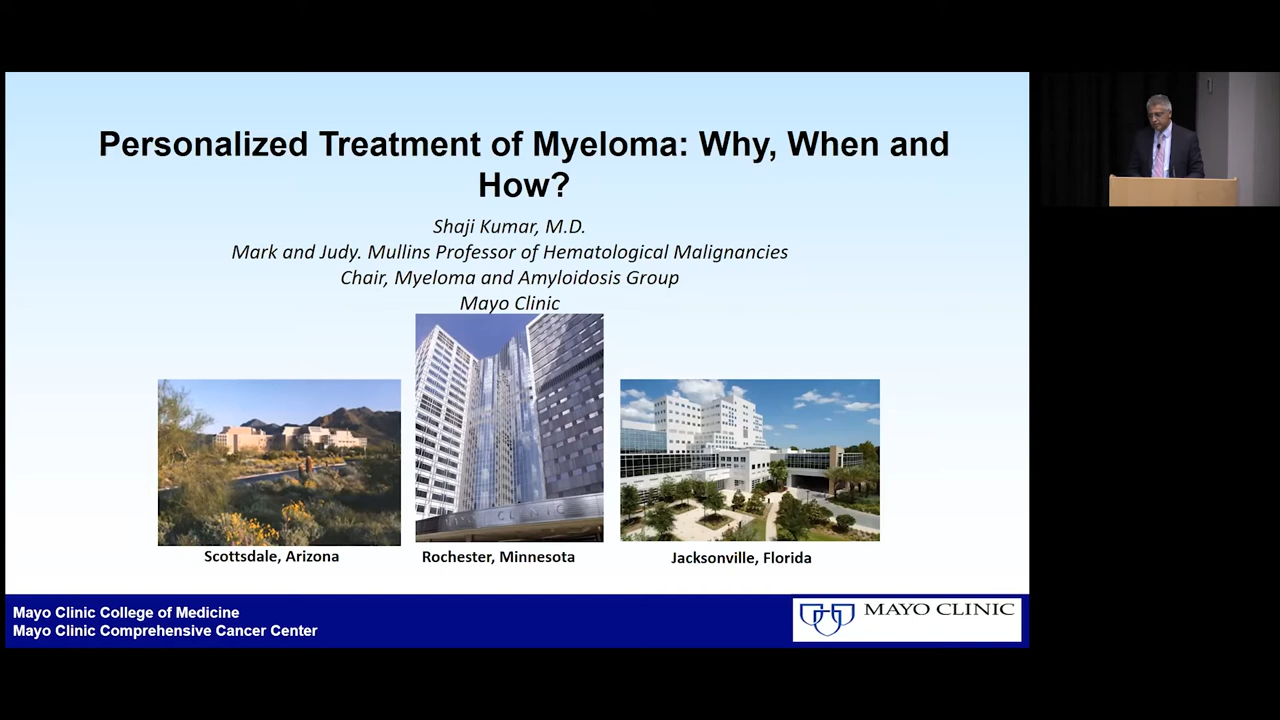 Personalized Treatment of Myeloma: Why, When and
How?
Shaji Kumar, M.D.
Mark and Judy. Mullins Professor of Hematological Malignancies
Chair, Myeloma and Amyloidosis Group
Mayo Clinic
Scottsdale, Arizona
Rochester, Minnesota
Jacksonville, Florida
Mayo Clinic College of Medicine
Mayo Clinic Comprehensive Cancer Center
MAYO CLINIC